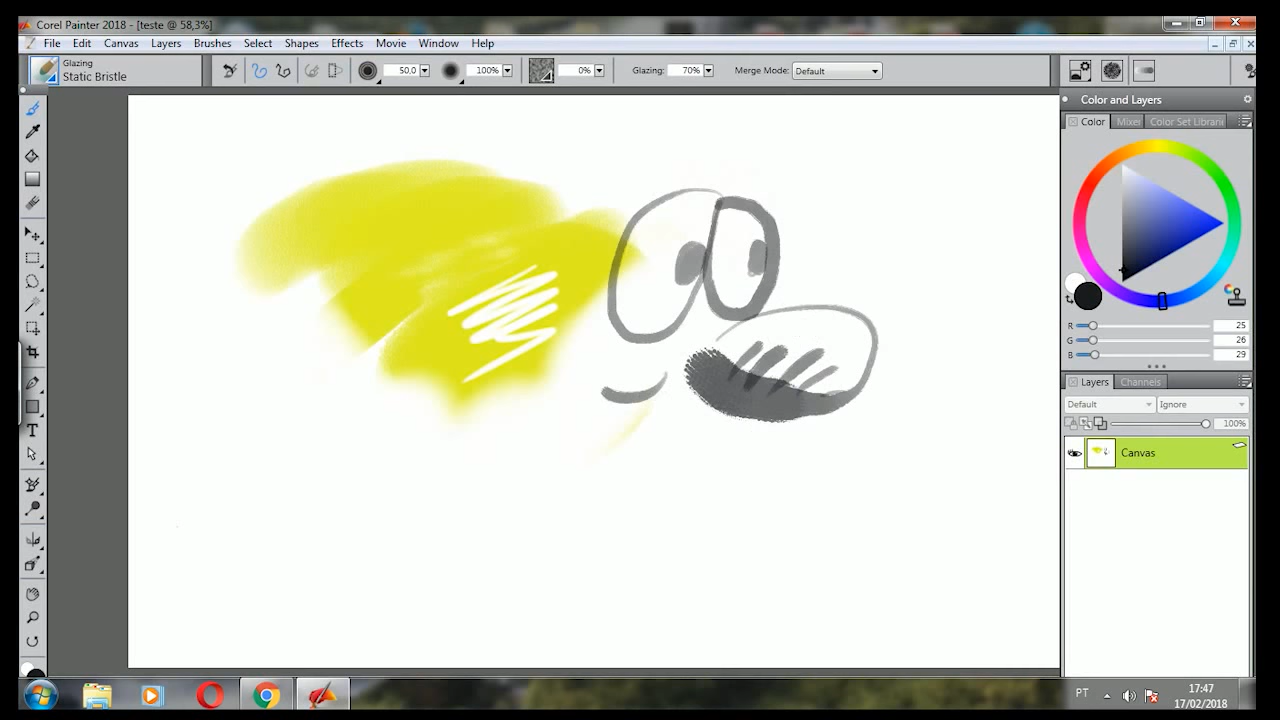 Corel Painter 2018 - [teste @ 58,3%]
File Edit Canvas Layers Brushes Select Shapes Effects Movie Window Help
Glazing
Static Bristle
50,0
100%
0%
Glazing: 70%
Merge Mode: Default
Color and Layers
Color Mixer Color Set Librari
R 25
G 26
B 29
Layers Channels
Default Ignore
100%
Canvas
T
PT
17:47
17/02/2018